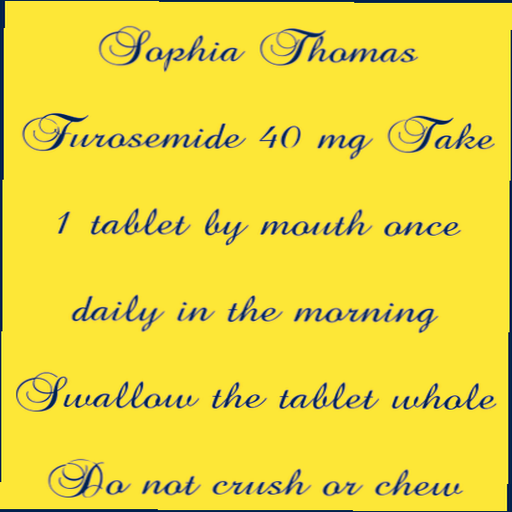 Sophia Thomas
Furosemide 40 mg Take
1 tablet by mouth once
daily in the morning
Swallow the tablet whole
Do not crush or chew